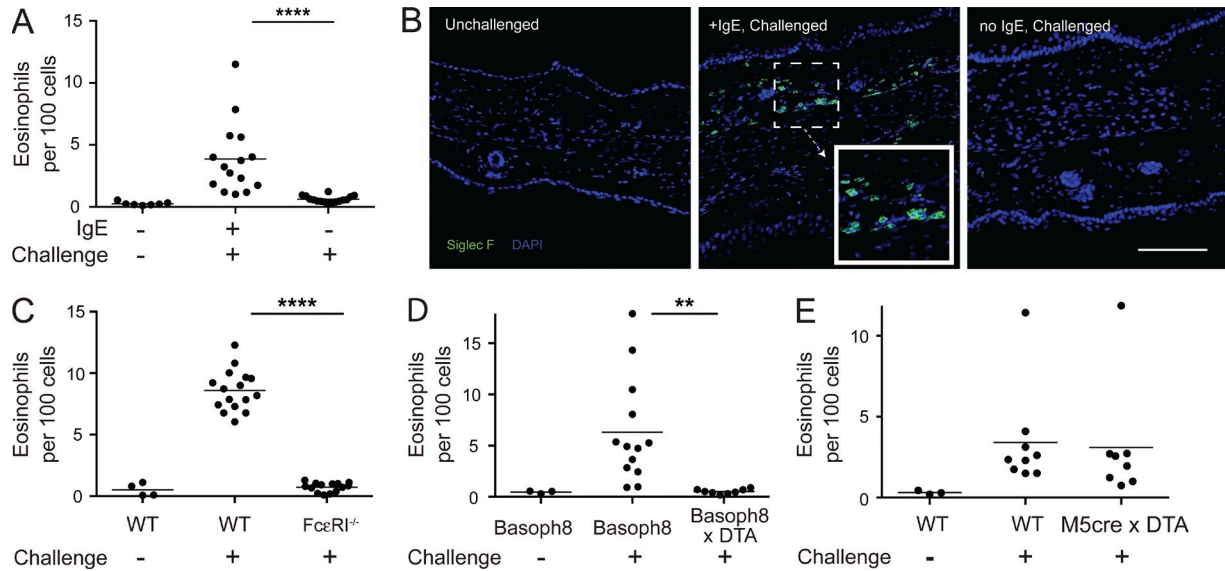 A
****
Eosinophils
per 100 cells
15
10
5
0
IgE - + -
Challenge - + +
B
Unchallenged
+IgE, Challenged
no IgE, Challenged
Siglec F DAPI
C
****
Eosinophils
per 100 cells
15
10
5
0
WT WT FcεRI-/-
Challenge - + +
D
**
Eosinophils
per 100 cells
15
10
5
0
Basoph8 Basoph8 Basoph8
x DTA
Challenge - + +
E
Eosinophils
per 100 cells
10
5
0
WT WT M5cre x DTA
Challenge - + +